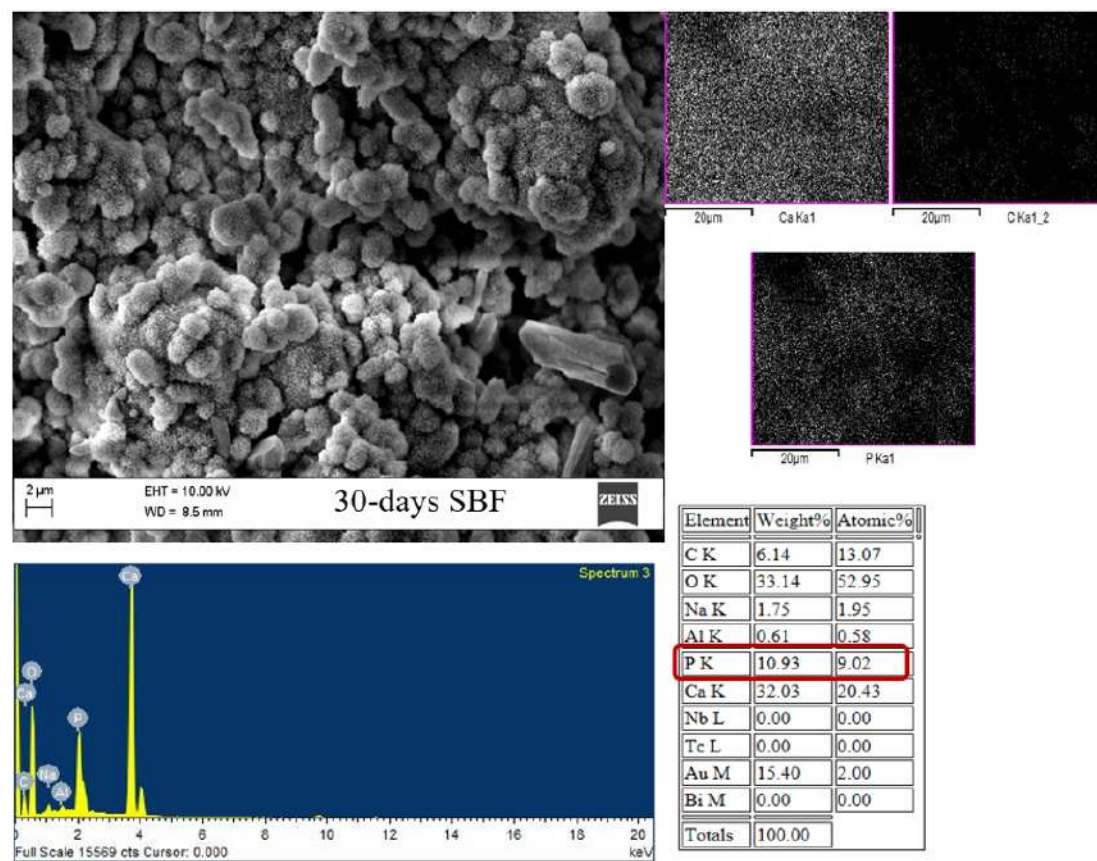 2 µm
EHT = 10.00 kV
WD = 8.5 mm
30-days SBF
ZEISS
20µm Ca Ka1
20µm C Ka1_2
20µm P Ka1
Spectrum 3
Ca
O
Ca
P
C
Na
Al
0 2 4 6 8 10 12 14 16 18 20
Full Scale 15569 cts Cursor: 0.000 keV
Element Weight% Atomic%
C K 6.14 13.07
O K 33.14 52.95
Na K 1.75 1.95
Al K 0.61 0.58
P K 10.93 9.02
Ca K 32.03 20.43
Nb L 0.00 0.00
Tc L 0.00 0.00
Au M 15.40 2.00
Bi M 0.00 0.00
Totals 100.00